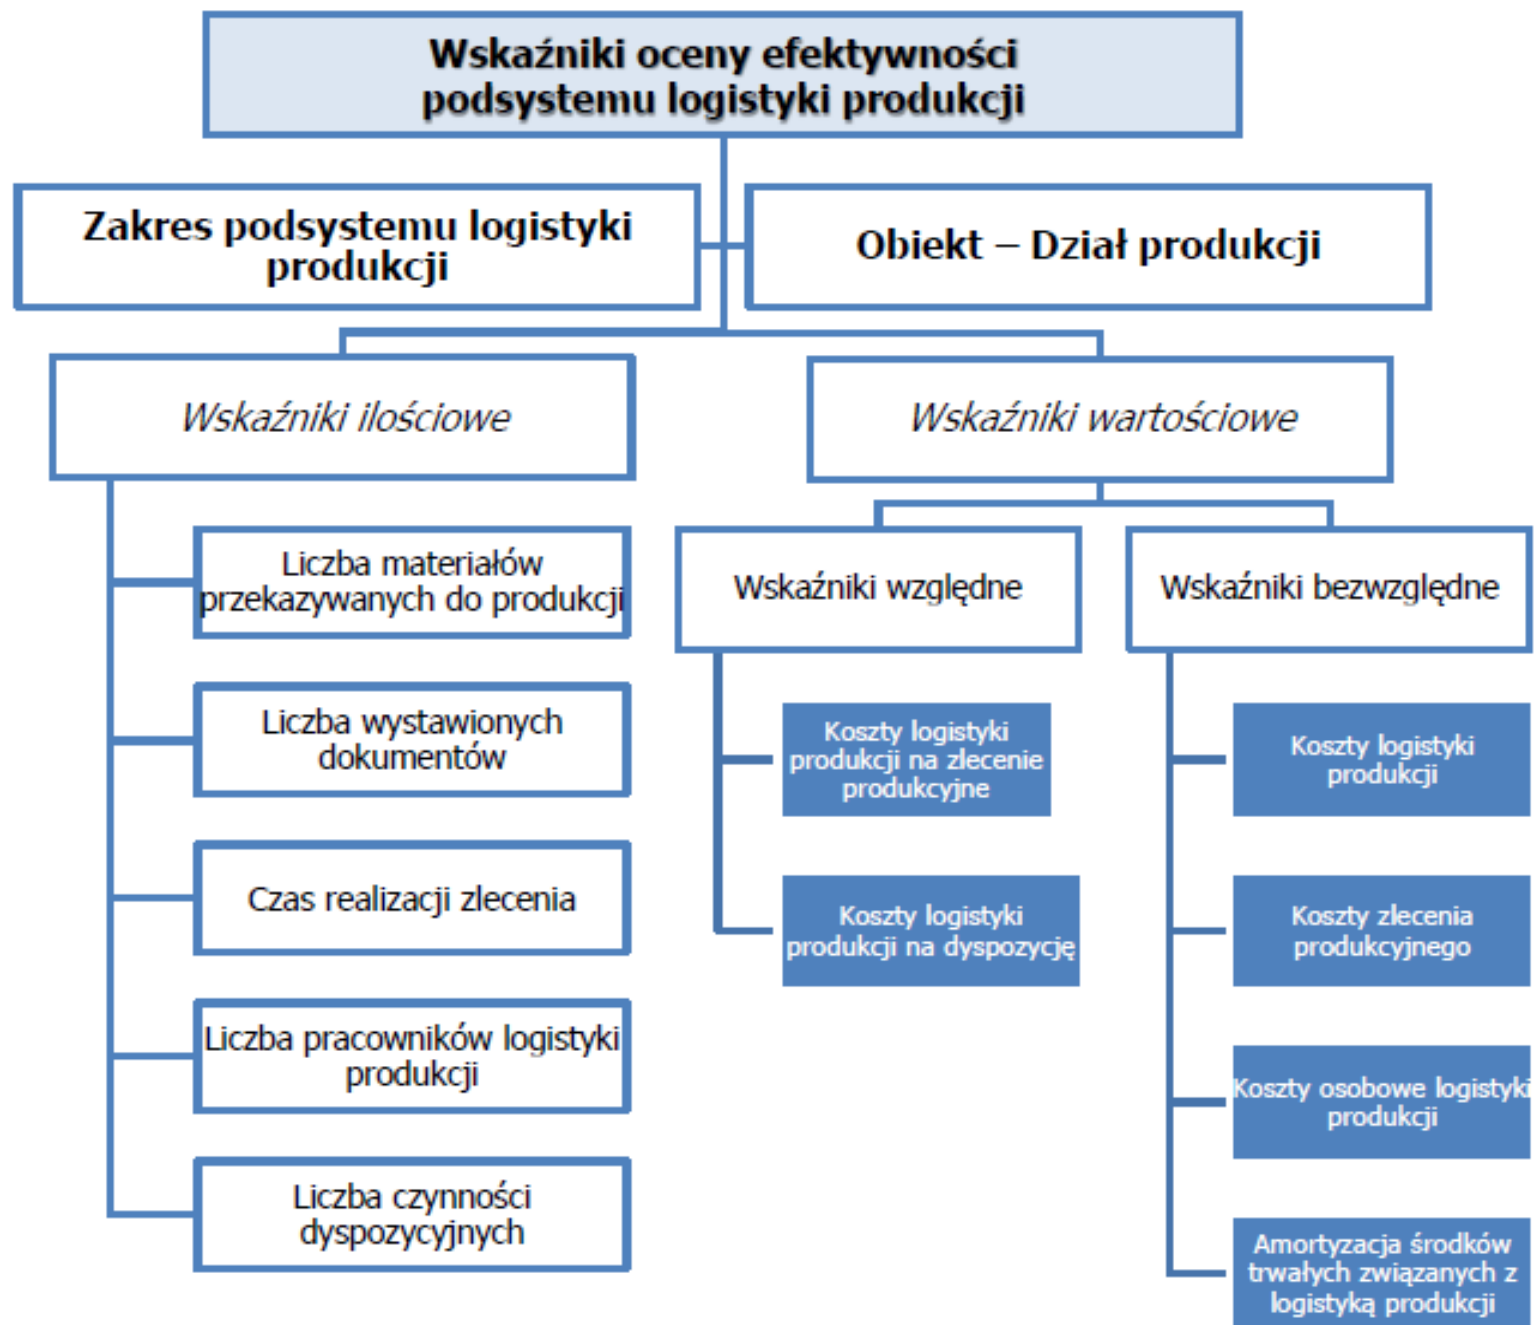 Wskaźniki oceny efektywności
podsystemu logistyki produkcji
Zakres podsystemu logistyki
produkcji
Obiekt – Dział produkcji
Wskaźniki ilościowe
Wskaźniki wartościowe
Liczba materiałów
przekazywanych do produkcji
Liczba wystawionych
dokumentów
Czas realizacji zlecenia
Liczba pracowników logistyki
produkcji
Liczba czynności
dyspozycyjnych
Wskaźniki względne
Koszty logistyki
produkcji na zlecenie
produkcyjne
Koszty logistyki
produkcji na dyspozycję
Wskaźniki bezwzględne
Koszty logistyki
produkcji
Koszty zlecenia
produkcyjnego
Koszty osobowe logistyki
produkcji
Amortyzacja środków
trwałych związanych z
logistyką produkcji